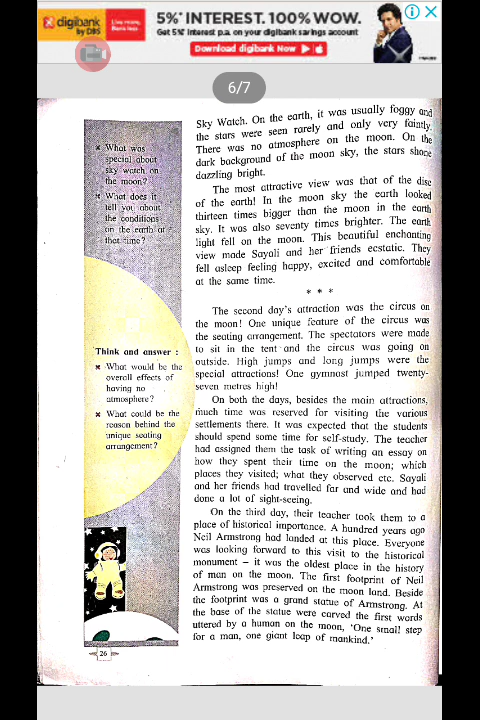 digibank
by DBS
Live more,
Bank less
5% INTEREST. 100% WOW.
Get 5% interest p.a. on your digibank savings account
Download digibank Now
6/7
Sky Watch. On the earth, it was usually foggy and
the stars were seen rarely and only very faintly.
There was no atmosphere on the moon. On the
dark background of the moon sky, the stars shone
dazzling bright.
The most attractive view was that of the disc
of the earth! In the moon sky the earth looked
thirteen times bigger than the moon in the earth
sky. It was also seventy times brighter. The earth
light fell on the moon. This beautiful enchanting
view made Sayali and her friends ecstatic. They
fell asleep feeling happy, excited and comfortable
at the same time.
* * *
The second day's attraction was the circus on
the moon! One unique feature of the circus was
the seating arrangement. The spectators were made
to sit in the tent and the circus was going on
outside. High jumps and long jumps were the
special attractions! One gymnast jumped twenty-
seven metres high!
On both the days, besides the main attractions,
much time was reserved for visiting the various
settlements there. It was expected that the students
should spend some time for self-study. The teacher
had assigned them the task of writing an essay on
how they spent their time on the moon; which
places they visited; what they observed etc. Sayali
and her friends had travelled far and wide and had
done a lot of sight-seeing.
On the third day, their teacher took them to a
place of historical importance. A hundred years ago
Neil Armstrong had landed at this place. Everyone
was looking forward to this visit to the historical
monument – it was the oldest place in the history
of man on the moon. The first footprint of Neil
Armstrong was preserved on the moon land. Beside
the footprint was a grand statue of Armstrong. At
the base of the statue were carved the first words
uttered by a human on the moon, 'One small step
for a man, one giant leap of mankind.'
What was
special about
sky watch on
the moon?
What does it
tell you about
the conditions
on the earth at
that time?
Think and answer :
What would be the
overall effects of
having no
atmosphere?
What could be the
reason behind the
unique seating
arrangement?
26